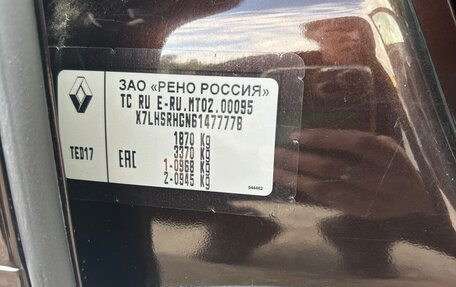 ЗАО «РЕНО РОССИЯ»
TC RU E-RU.MT02.00095
X7LHSRHGN61477778
1870 Kg
3370 Kg
1-0968 Kg
2-0945 Kg
TED17
EAC
044462